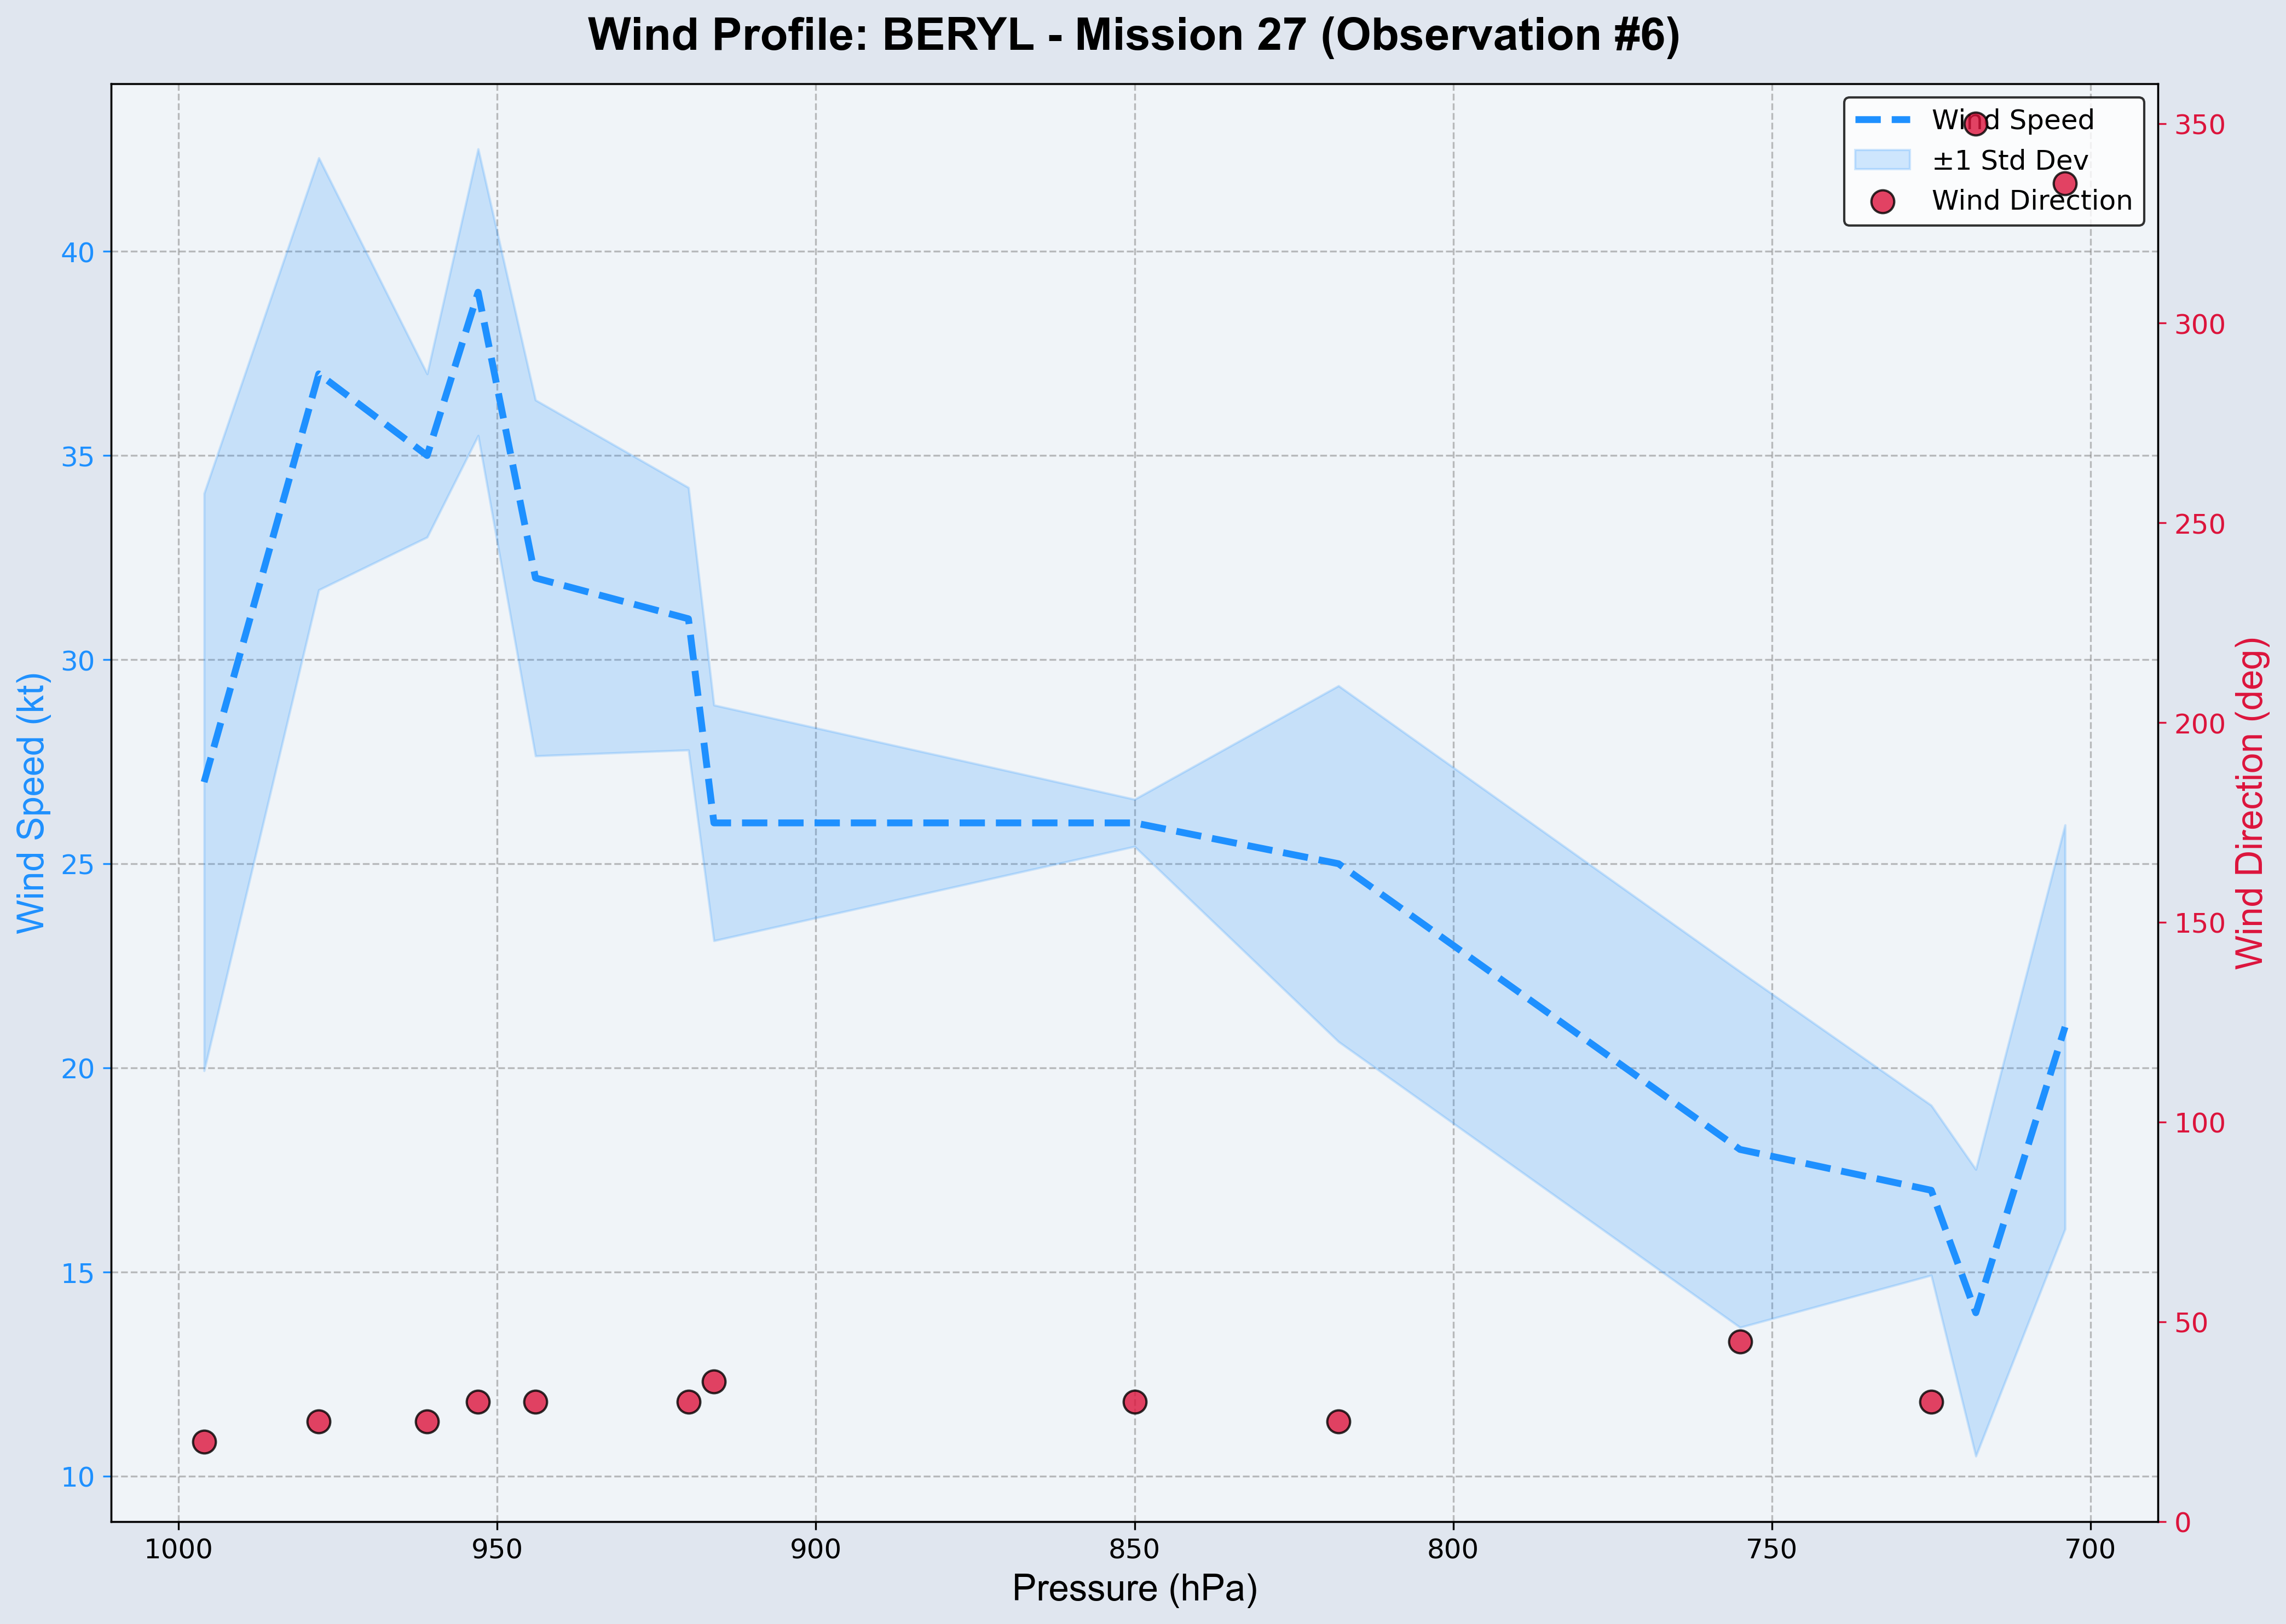 Wind Profile: BERYL - Mission 27 (Observation #6)
Wind Speed
±1 Std Dev
Wind Direction
Wind Speed (kt)
40
35
30
25
20
15
10
Wind Direction (deg)
350
300
250
200
150
100
50
0
1000 950 900 850 800 750 700
Pressure (hPa)